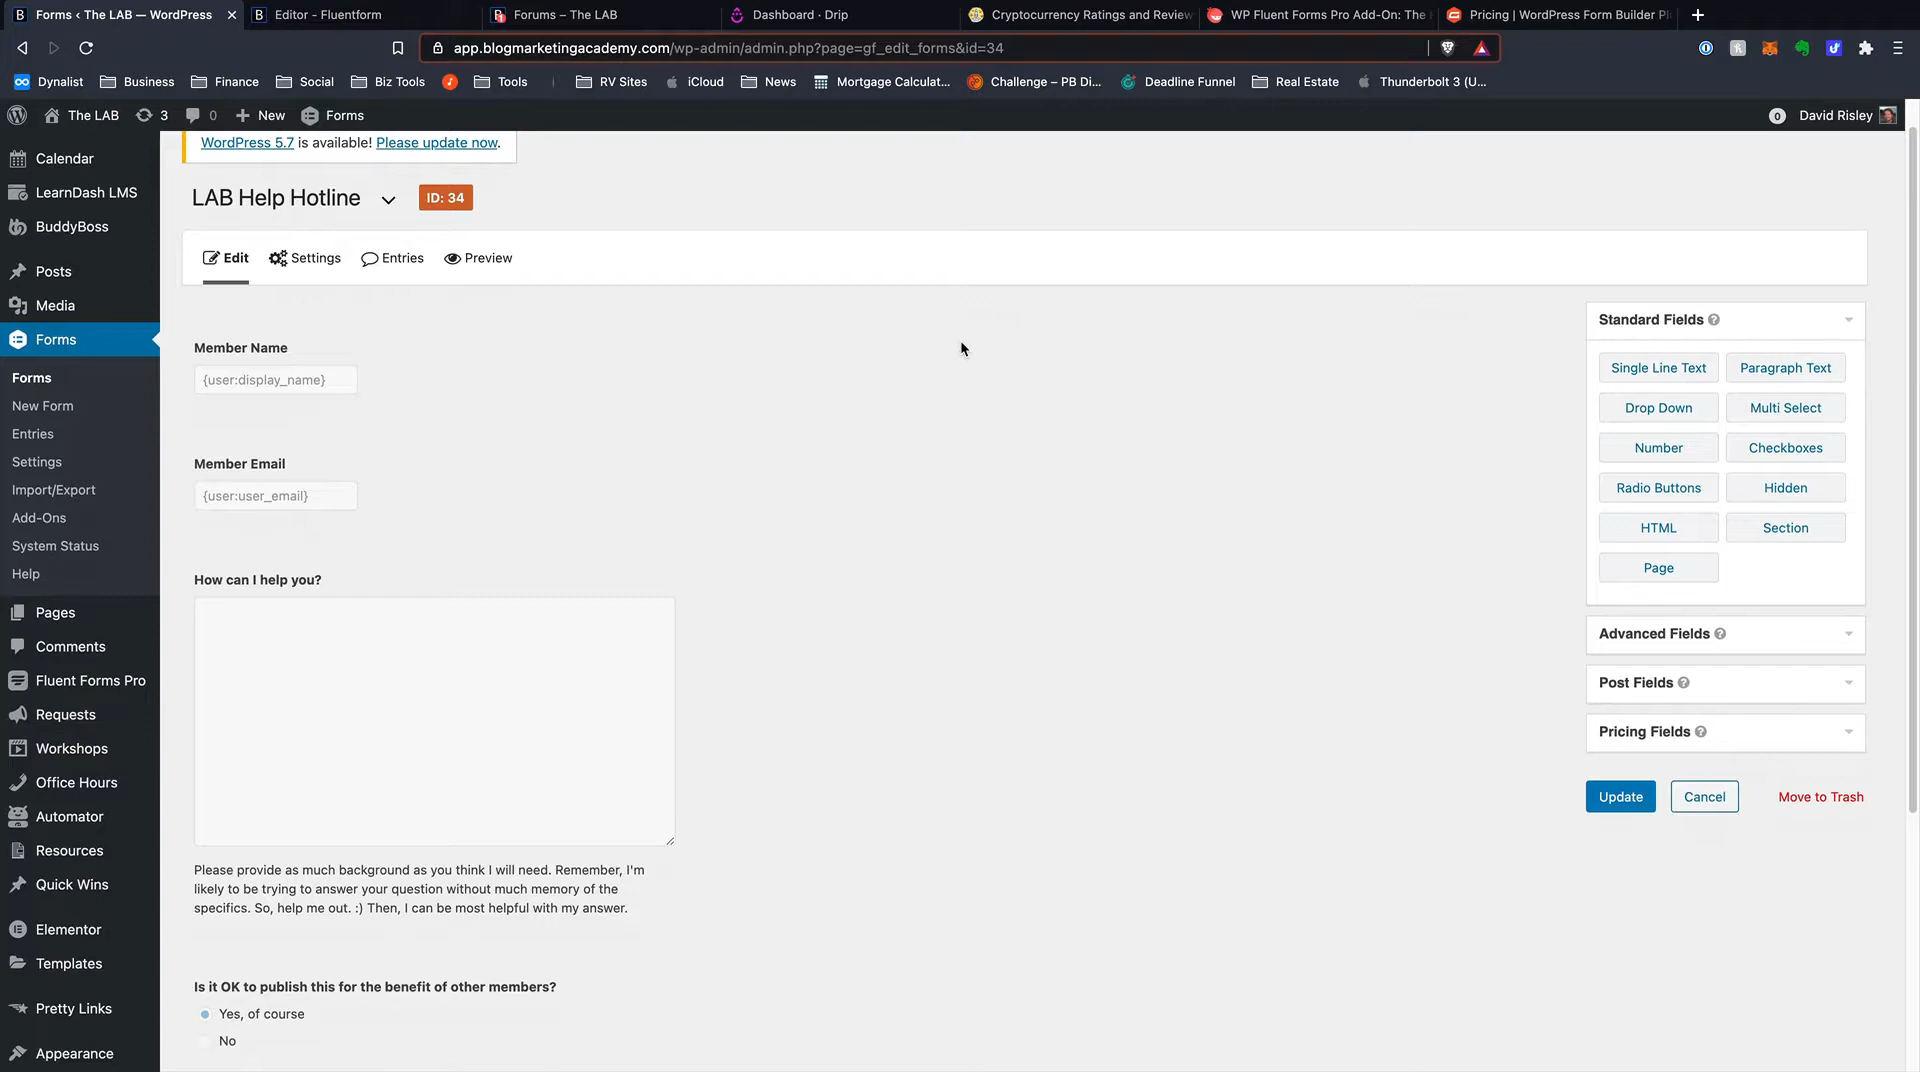 Forms ‹ The LAB — WordPress
Editor - Fluentform
Forums – The LAB
Dashboard · Drip
Cryptocurrency Ratings and Review
WP Fluent Forms Pro Add-On: The
Pricing | WordPress Form Builder Pl
app.blogmarketingacademy.com/wp-admin/admin.php?page=gf_edit_forms&id=34
Dynalist
Business
Finance
Social
Biz Tools
Tools
RV Sites
iCloud
News
Mortgage Calculat...
Challenge – PB Di...
Deadline Funnel
Real Estate
Thunderbolt 3 (U...
The LAB
3
0
New
Forms
0
David Risley
Calendar
LearnDash LMS
BuddyBoss
Posts
Media
Forms
Forms
New Form
Entries
Settings
Import/Export
Add-Ons
System Status
Help
Pages
Comments
Fluent Forms Pro
Requests
Workshops
Office Hours
Automator
Resources
Quick Wins
Elementor
Templates
Pretty Links
Appearance
WordPress 5.7 is available! Please update now.
LAB Help Hotline
ID: 34
Edit
Settings
Entries
Preview
Member Name
{user:display_name}
Member Email
{user:user_email}
How can I help you?
Please provide as much background as you think I will need. Remember, I'm
likely to be trying to answer your question without much memory of the
specifics. So, help me out. :) Then, I can be most helpful with my answer.
Is it OK to publish this for the benefit of other members?
Yes, of course
No
Standard Fields
Single Line Text
Paragraph Text
Drop Down
Multi Select
Number
Checkboxes
Radio Buttons
Hidden
HTML
Section
Page
Advanced Fields
Post Fields
Pricing Fields
Update
Cancel
Move to Trash